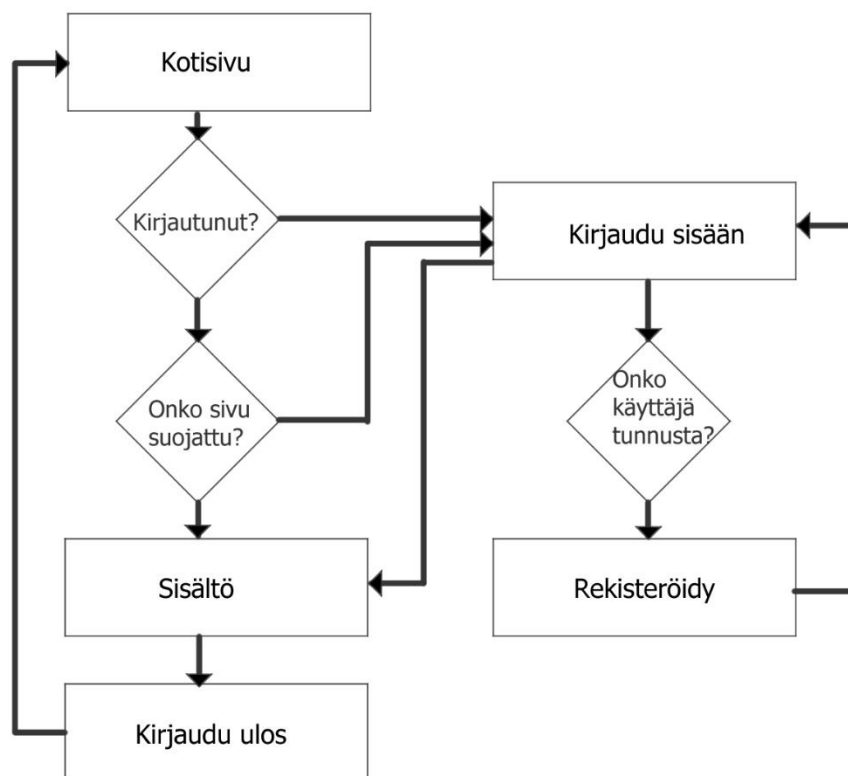 Kotisivu
Kirjautunut?
Kirjaudu sisään
Onko sivu
suojattu?
Onko
käyttäjä
tunnusta?
Sisältö
Rekisteröidy
Kirjaudu ulos